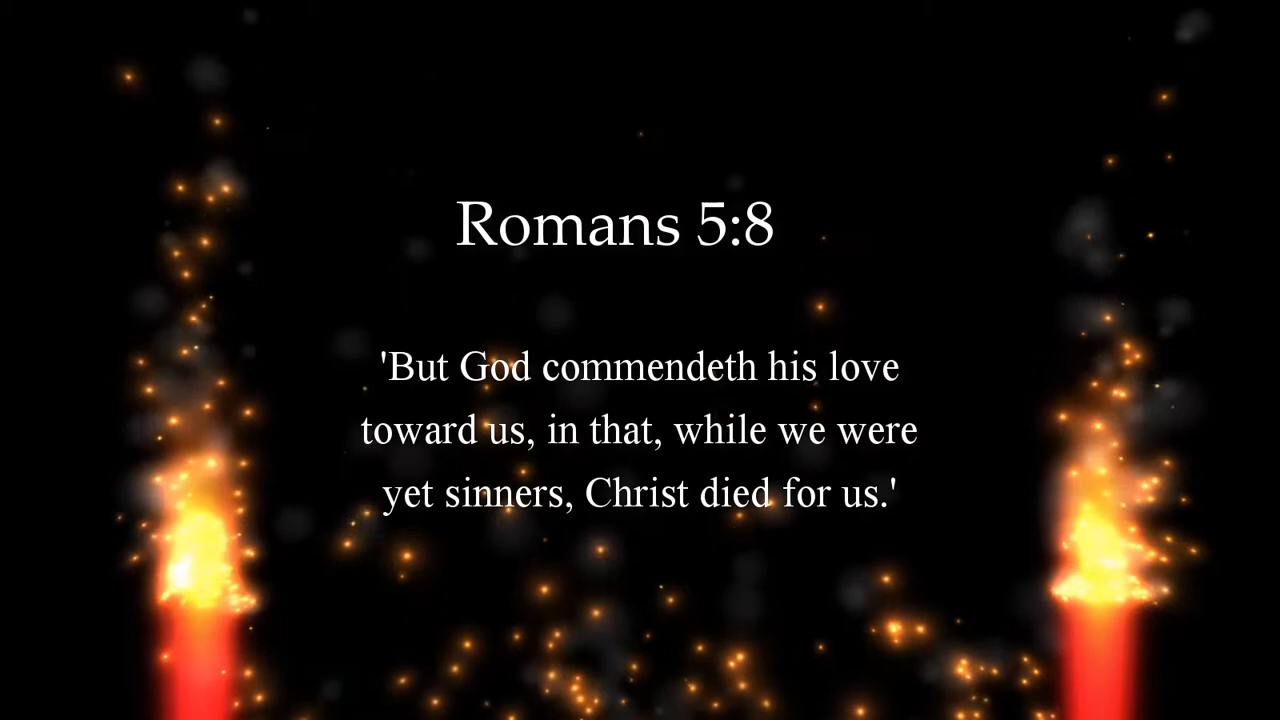 Romans 5:8
'But God commendeth his love
toward us, in that, while we were
yet sinners, Christ died for us.'